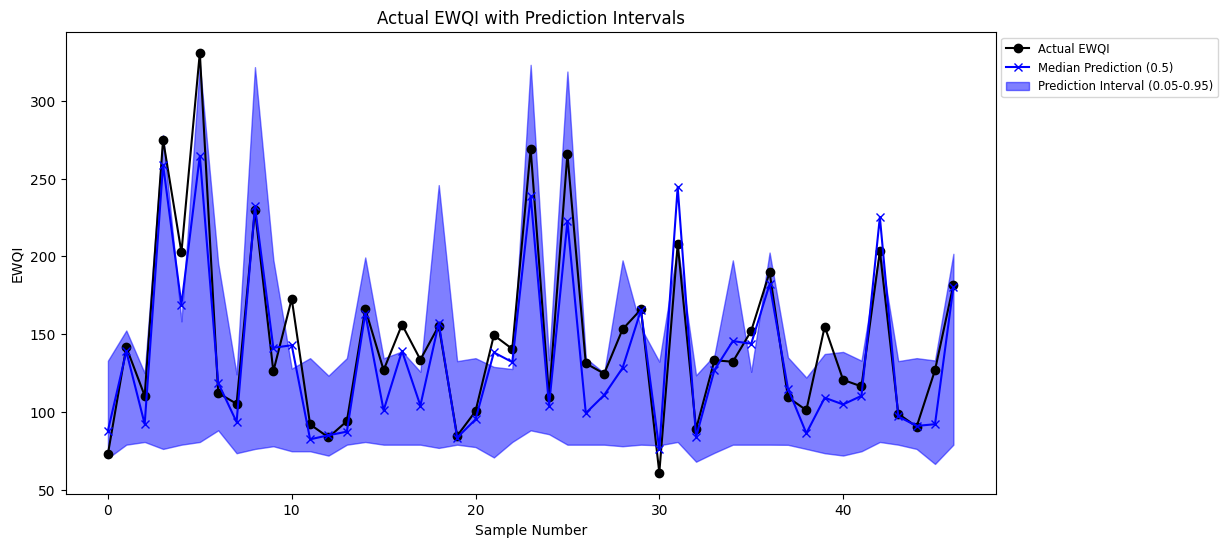 Actual EWQI with Prediction Intervals
Actual EWQI
Median Prediction (0.5)
Prediction Interval (0.05-0.95)
EWQI
300
250
200
150
100
50
0
10
20
30
40
Sample Number